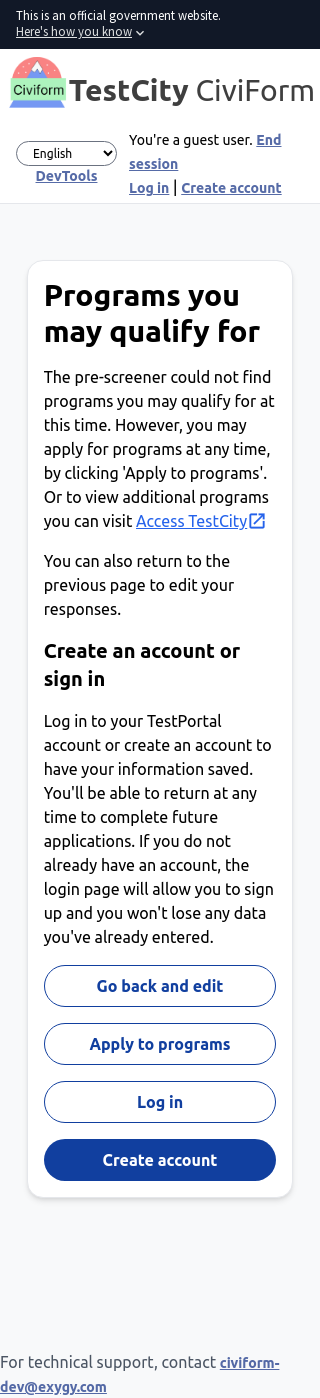 This is an official government website.
Here's how you know
Civiform
TestCity CiviForm
English
DevTools
You're a guest user. End
session
Log in | Create account
Programs you
may qualify for
The pre-screener could not find
programs you may qualify for at
this time. However, you may
apply for programs at any time,
by clicking 'Apply to programs'.
Or to view additional programs
you can visit Access TestCity
You can also return to the
previous page to edit your
responses.
Create an account or
sign in
Log in to your TestPortal
account or create an account to
have your information saved.
You'll be able to return at any
time to complete future
applications. If you do not
already have an account, the
login page will allow you to sign
up and you won't lose any data
you've already entered.
Go back and edit
Apply to programs
Log in
Create account
For technical support, contact civiform-
dev@exygy.com